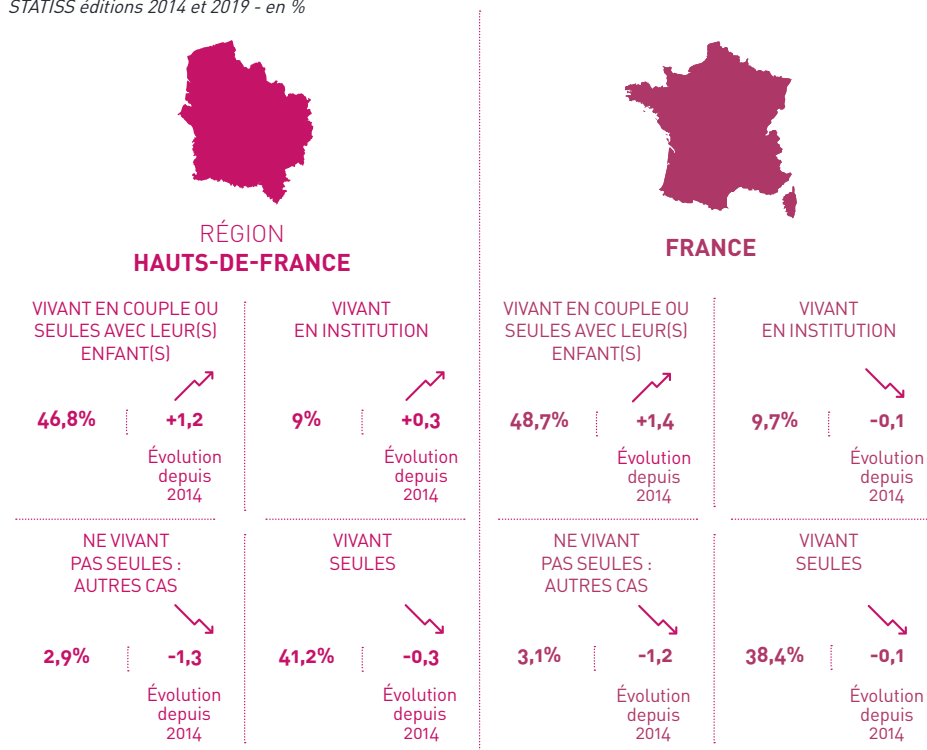 STATISS éditions 2014 et 2019 - en %
RÉGION
HAUTS-DE-FRANCE
VIVANT EN COUPLE OU
SEULES AVEC LEUR(S)
ENFANT(S)
46,8%
+1,2
Évolution
depuis
2014
VIVANT
EN INSTITUTION
9%
+0,3
Évolution
depuis
2014
NE VIVANT
PAS SEULES :
AUTRES CAS
2,9%
-1,3
Évolution
depuis
2014
VIVANT
SEULES
41,2%
-0,3
Évolution
depuis
2014
FRANCE
VIVANT EN COUPLE OU
SEULES AVEC LEUR(S)
ENFANT(S)
48,7%
+1,4
Évolution
depuis
2014
VIVANT
EN INSTITUTION
9,7%
-0,1
Évolution
depuis
2014
NE VIVANT
PAS SEULES :
AUTRES CAS
3,1%
-1,2
Évolution
depuis
2014
VIVANT
SEULES
38,4%
-0,1
Évolution
depuis
2014